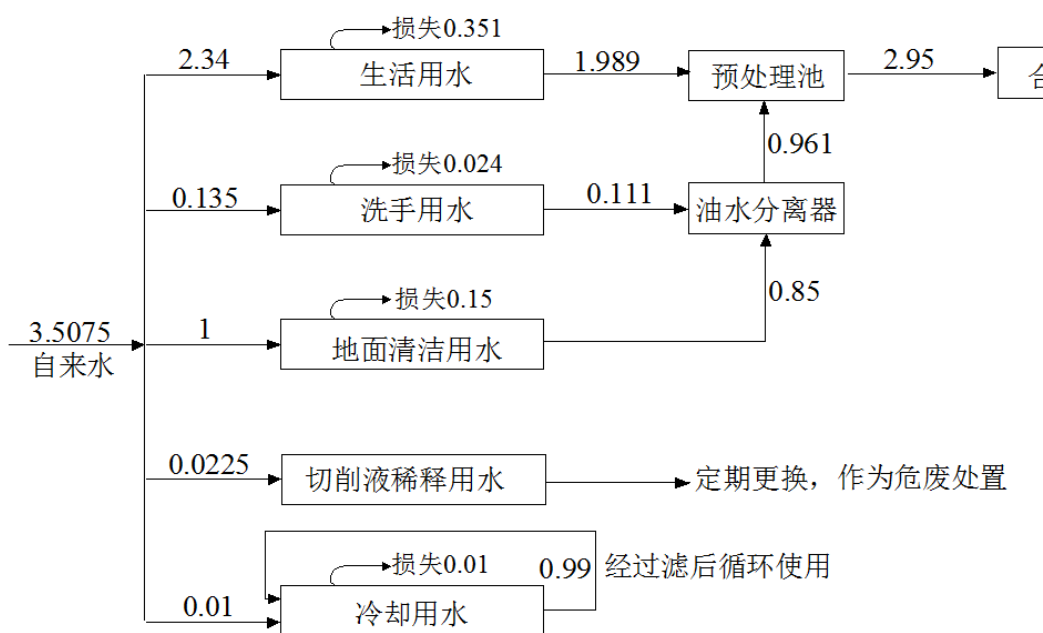 损失0.351
2.34
生活用水
1.989
预处理池
2.95
合
0.961
损失0.024
0.135
洗手用水
0.111
油水分离器
损失0.15
0.85
3.5075
自来水
1
地面清洁用水
0.0225
切削液稀释用水
定期更换，作为危废处置
损失0.01
0.99
经过滤后循环使用
0.01
冷却用水